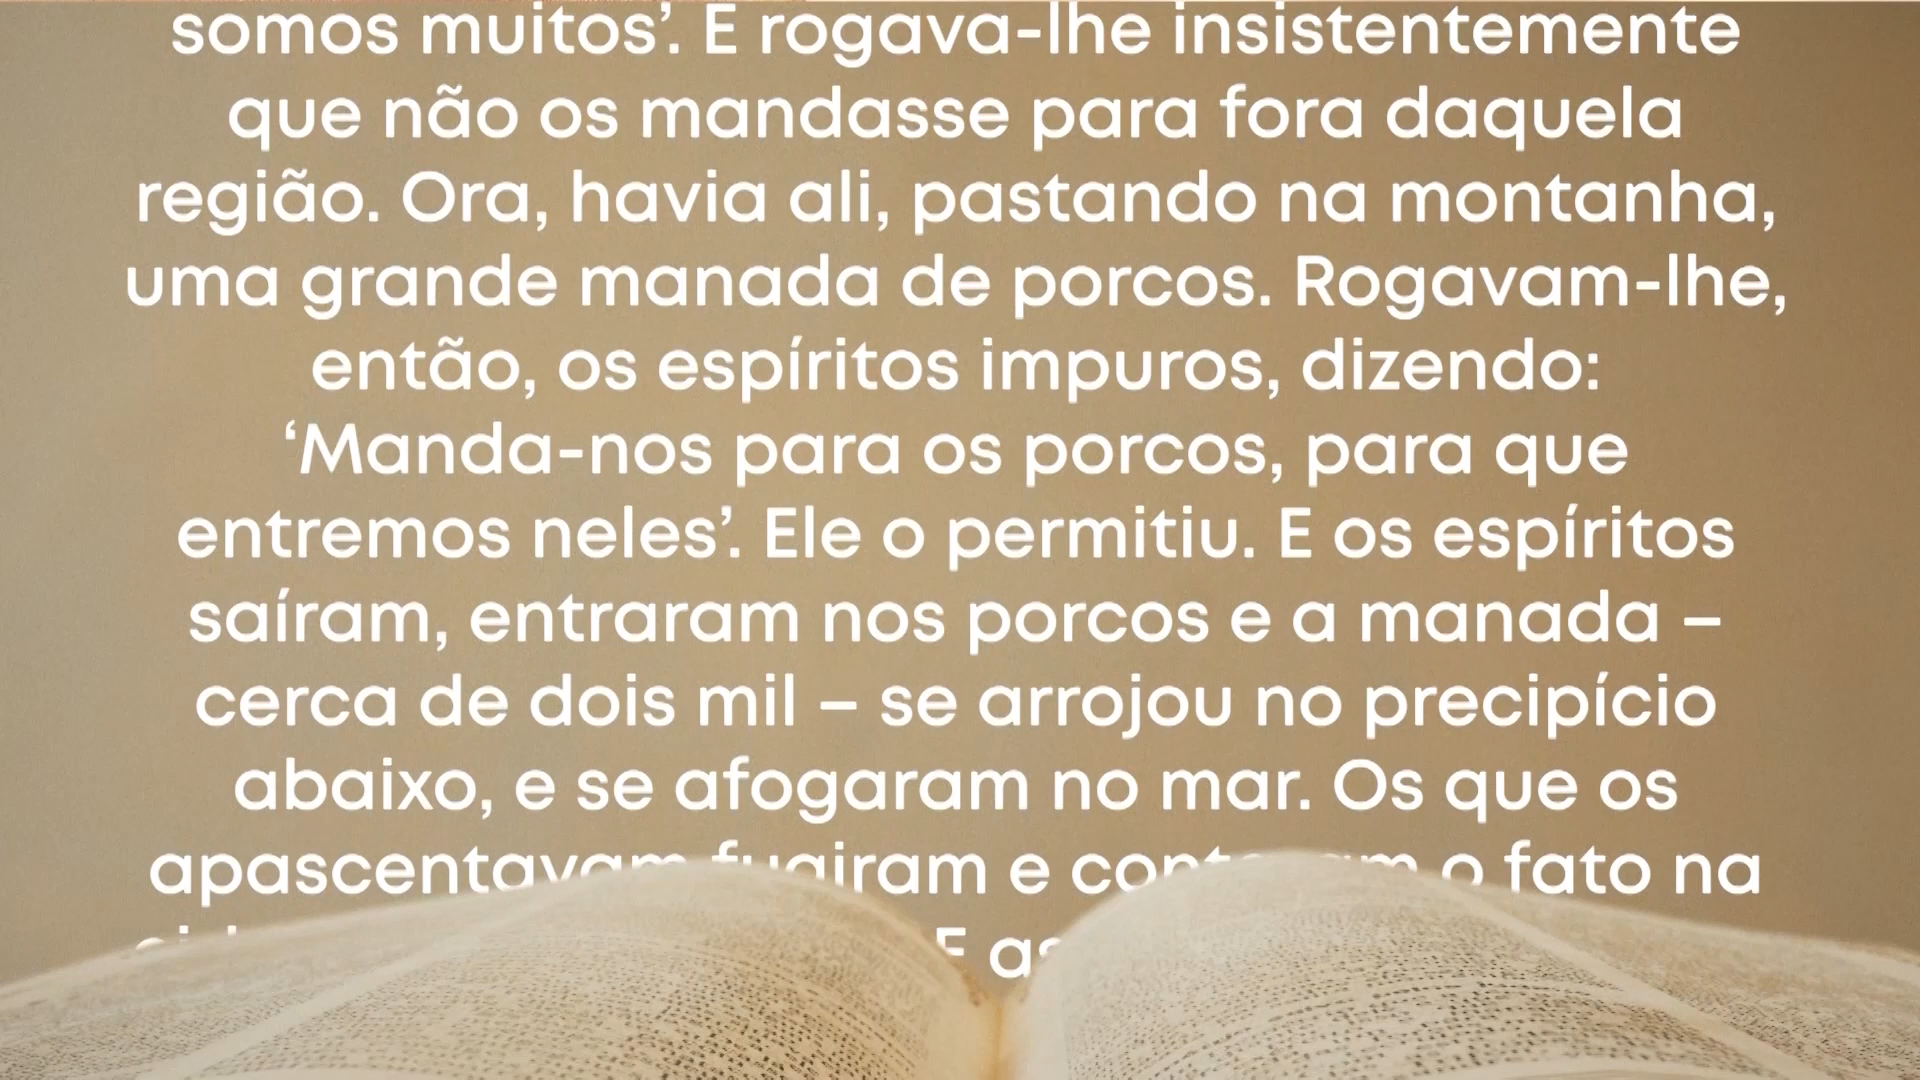 somos muitos’. E rogava-lhe insistentemente
que não os mandasse para fora daquela
região. Ora, havia ali, pastando na montanha,
uma grande manada de porcos. Rogavam-lhe,
então, os espíritos impuros, dizendo:
‘Manda-nos para os porcos, para que
entremos neles’. Ele o permitiu. E os espíritos
saíram, entraram nos porcos e a manada –
cerca de dois mil – se arrojou no precipício
abaixo, e se afogaram no mar. Os que os
apascentavam fugiram e contaram o fato na
E